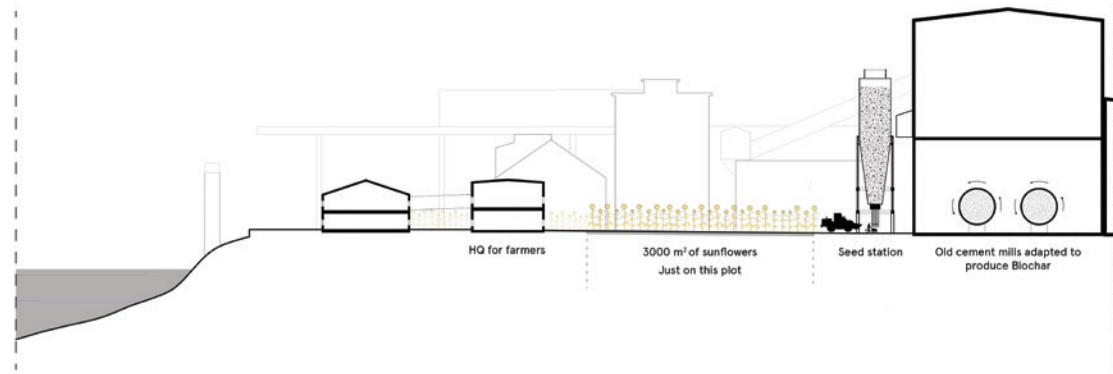 HQ for farmers
3000 m² of sunflowers
Just on this plot
Seed station
Old cement mills adapted to
produce Biochar